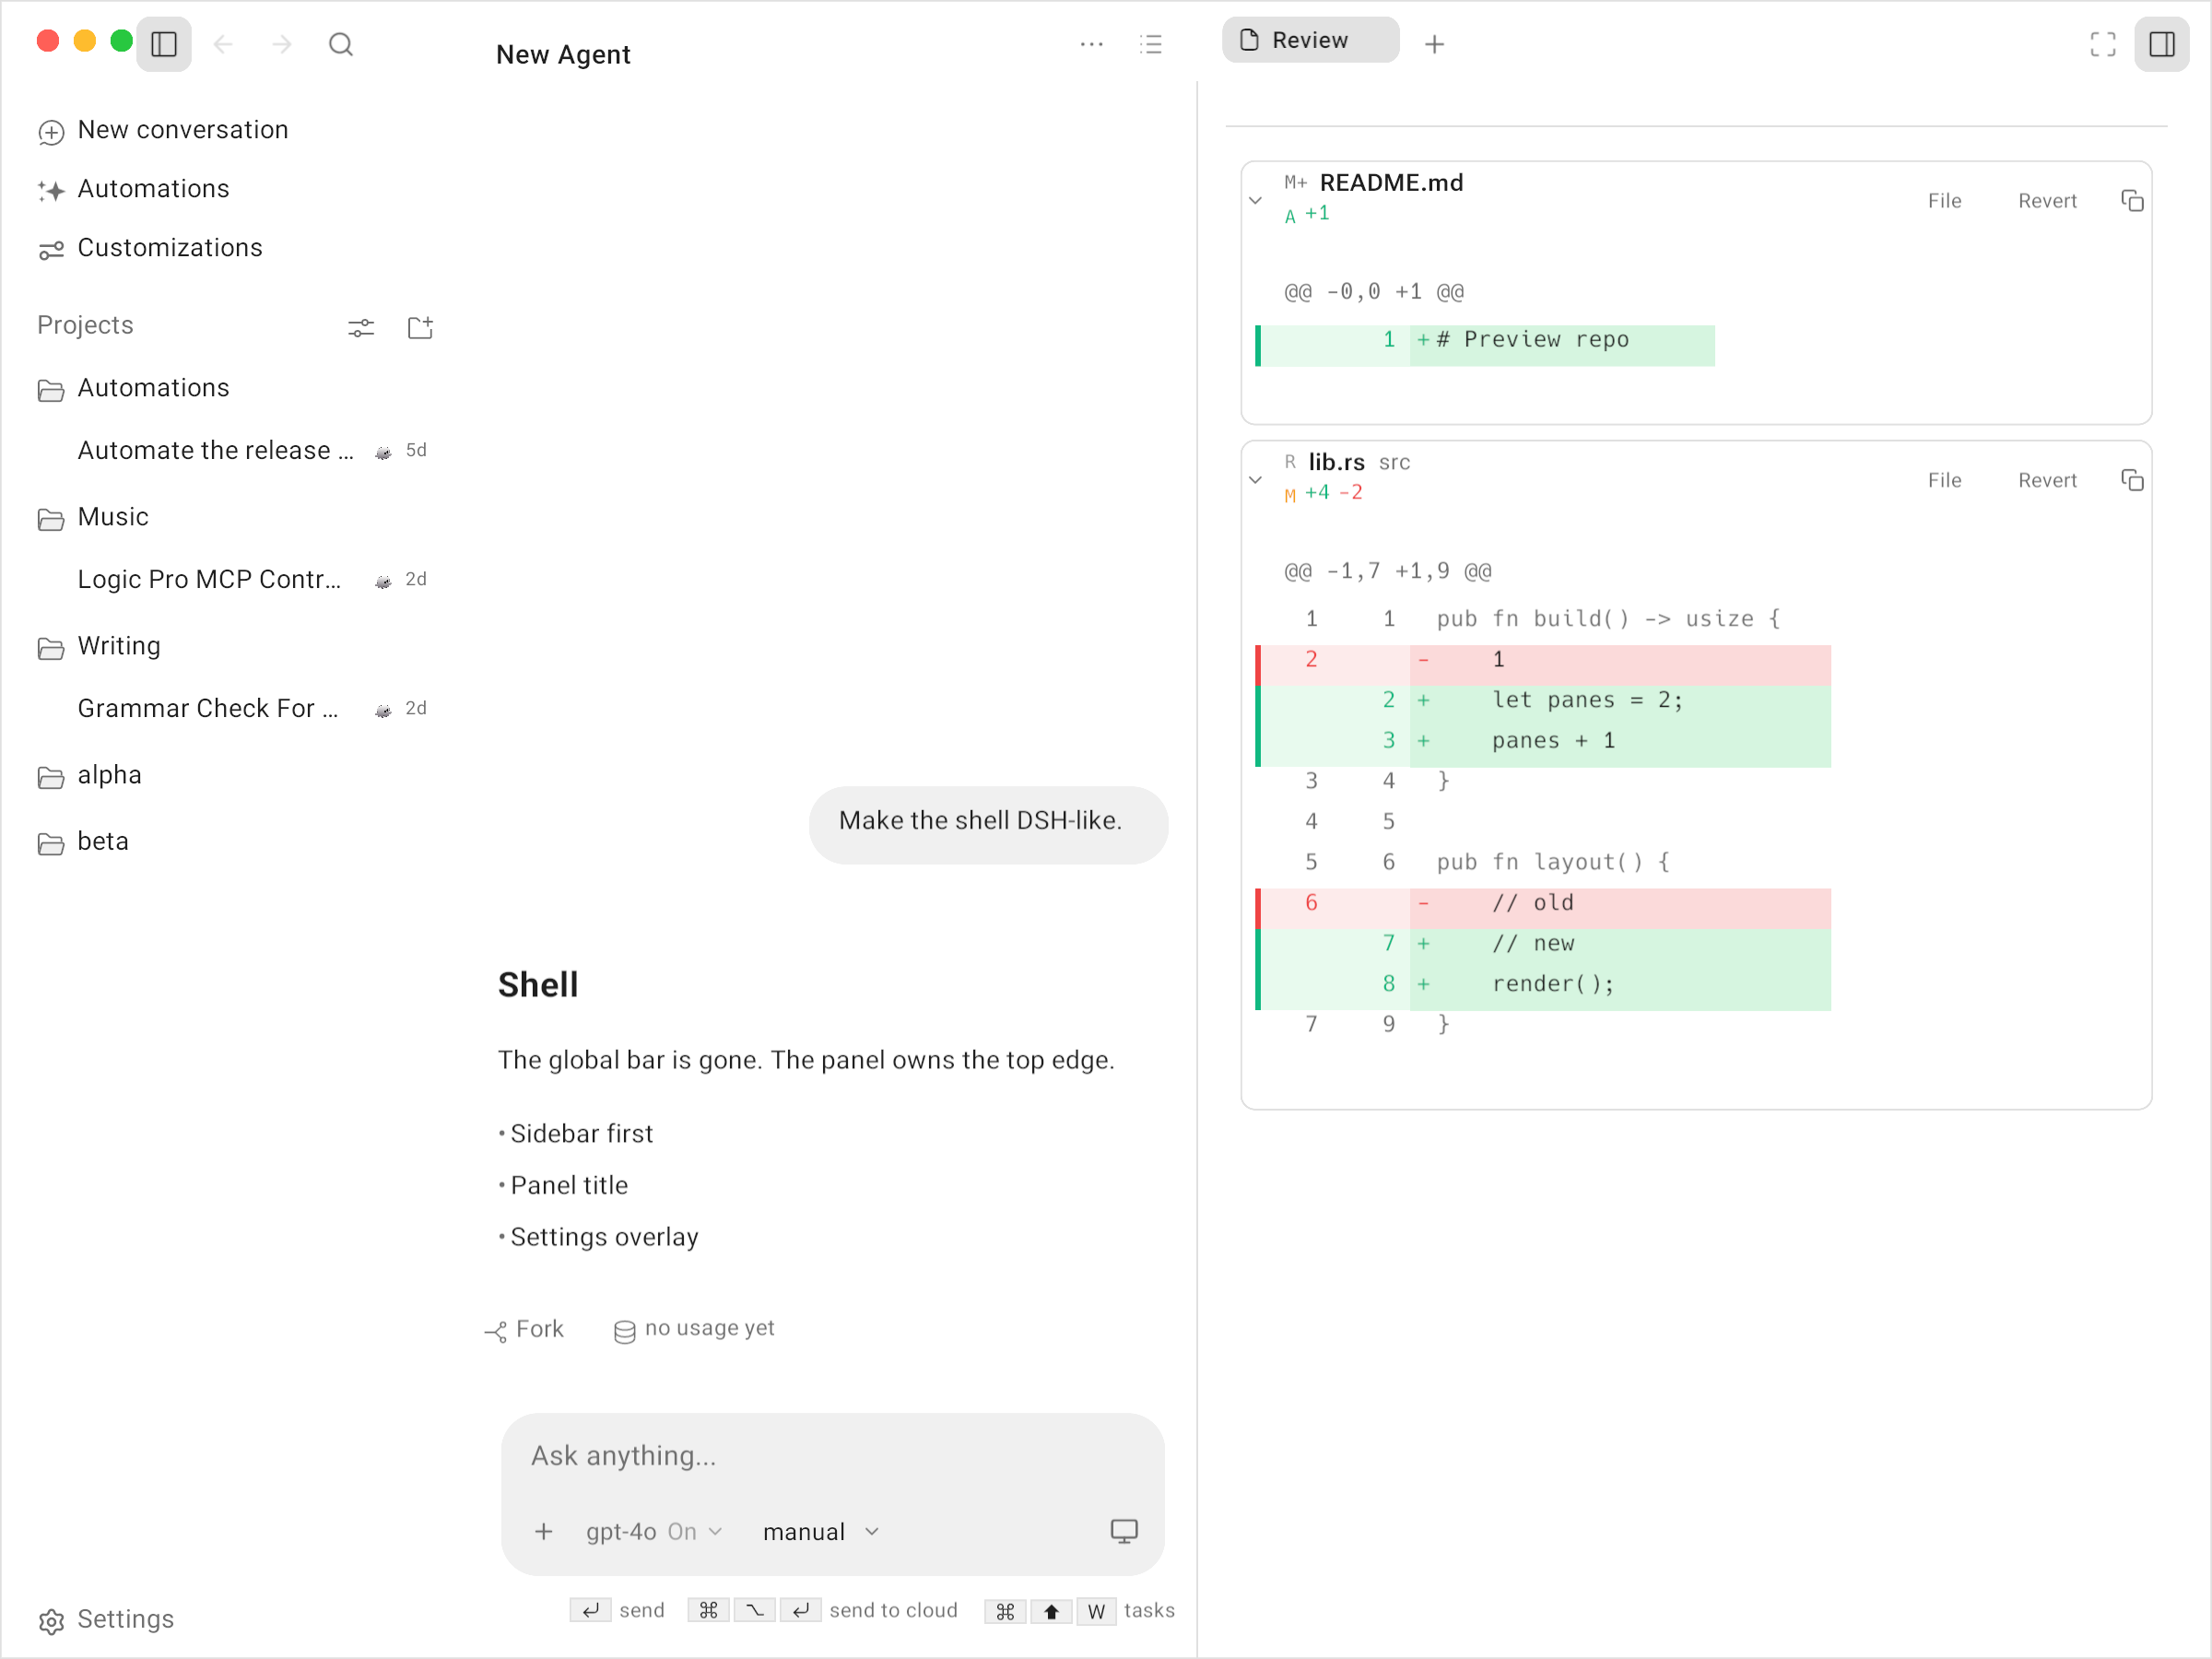 New conversation
Automations
Customizations
Projects
Automations
Automate the release ... 5d
Music
Logic Pro MCP Contr... 2d
Writing
Grammar Check For ... 2d
alpha
beta
Settings
New Agent
Make the shell DSH-like.
Shell
The global bar is gone. The panel owns the top edge.
• Sidebar first
• Panel title
• Settings overlay
Fork no usage yet
Ask anything...
+ gpt-4o On manual
↵ send ⌘ ⌥ ↵ send to cloud ⌘ ⬆ W tasks
Review +
M+ README.md
A +1
File Revert
@@ -0,0 +1 @@
1 +# Preview repo
R lib.rs src
M +4 -2
File Revert
@@ -1,7 +1,9 @@
1 1 pub fn build() -> usize {
2 - 1
2 + let panes = 2;
3 + panes + 1
3 4 }
4 5
5 6 pub fn layout() {
6 - // old
7 + // new
8 + render();
7 9 }